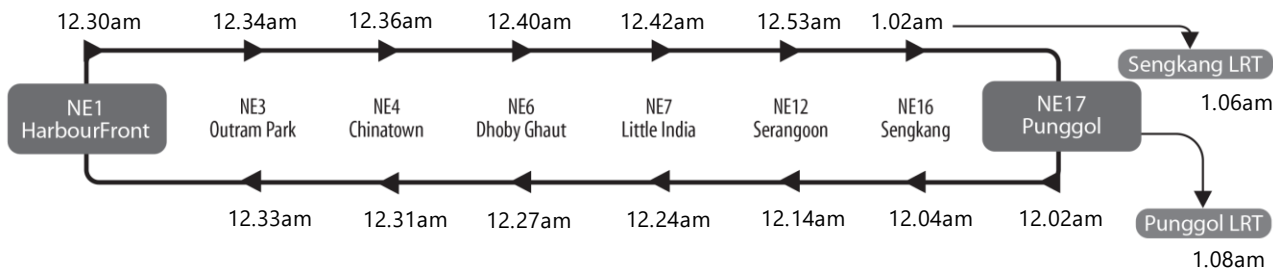 12.30am 12.34am 12.36am 12.40am 12.42am 12.53am 1.02am
Sengkang LRT
1.06am
NE1
HarbourFront
NE3
Outram Park
NE4
Chinatown
NE6
Dhoby Ghaut
NE7
Little India
NE12
Serangoon
NE16
Sengkang
NE17
Punggol
12.33am 12.31am 12.27am 12.24am 12.14am 12.04am 12.02am
Punggol LRT
1.08am